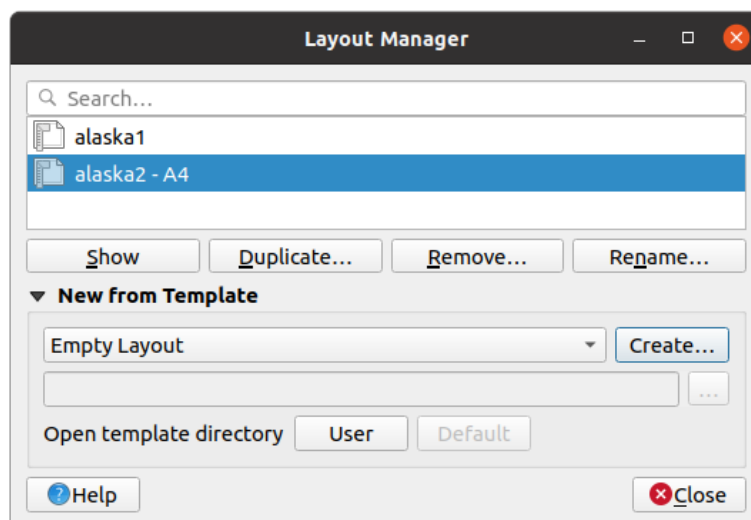 Layout Manager
Search...
alaska1
alaska2 - A4
Show Duplicate... Remove... Rename...
New from Template
Empty Layout Create...
...
Open template directory User Default
Help Close